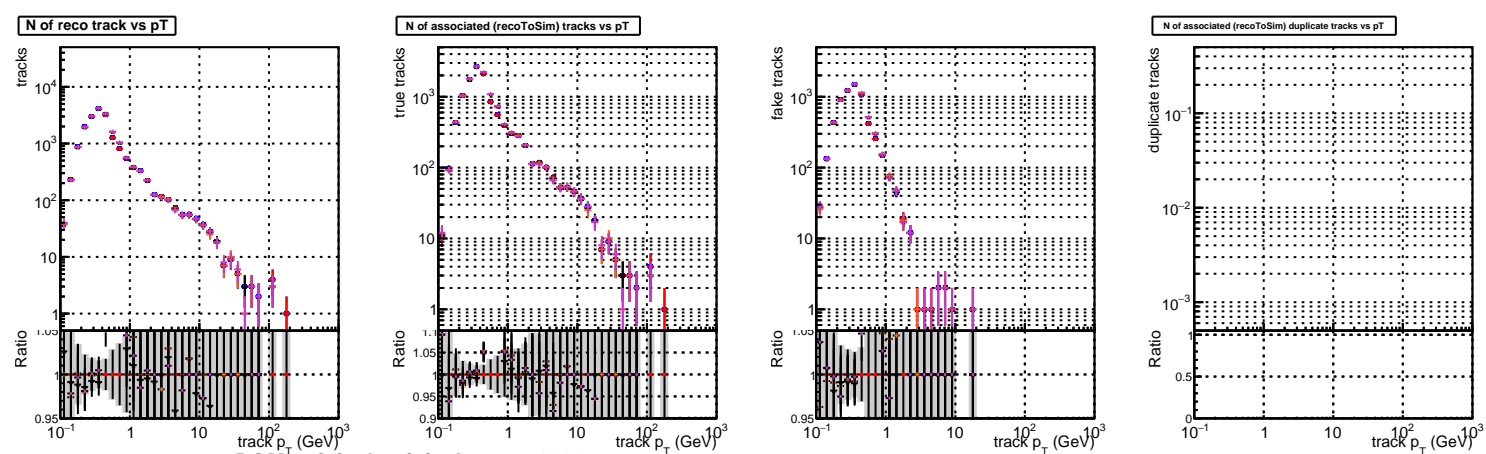 N of reco track vs pT
tracks
10^4
10^3
10^2
10
1
Ratio
1.05
1
0.95
10^−1 1 10 10^2 10^3
track p_T (GeV)
N of associated (recoToSim) tracks vs pT
true tracks
10^3
10^2
10
1
Ratio
1.1
1.05
1
0.95
0.9
10^−1 1 10 10^2 10^3
track p_T (GeV)
fake tracks
10^3
10^2
10
1
Ratio
1.05
1
0.95
10^−1 1 10 10^2 10^3
track p_T (GeV)
N of associated (recoToSim) duplicate tracks vs pT
duplicate tracks
10^−1
10^−2
10^−3
Ratio
1
0.5
0
10^−1 1 10 10^2 10^3
track p_T (GeV)